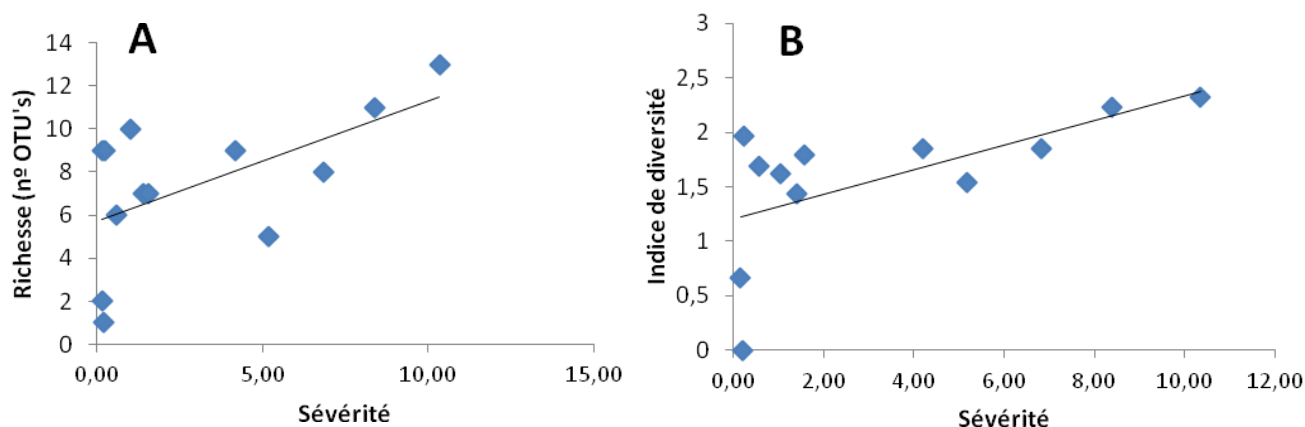 A
Richesse (nº OTU's)
14
12
10
8
6
4
2
0
0,00 5,00 10,00 15,00
Sévérité
B
Indice de diversité
3
2,5
2
1,5
1
0,5
0
0,00 2,00 4,00 6,00 8,00 10,00 12,00
Sévérité